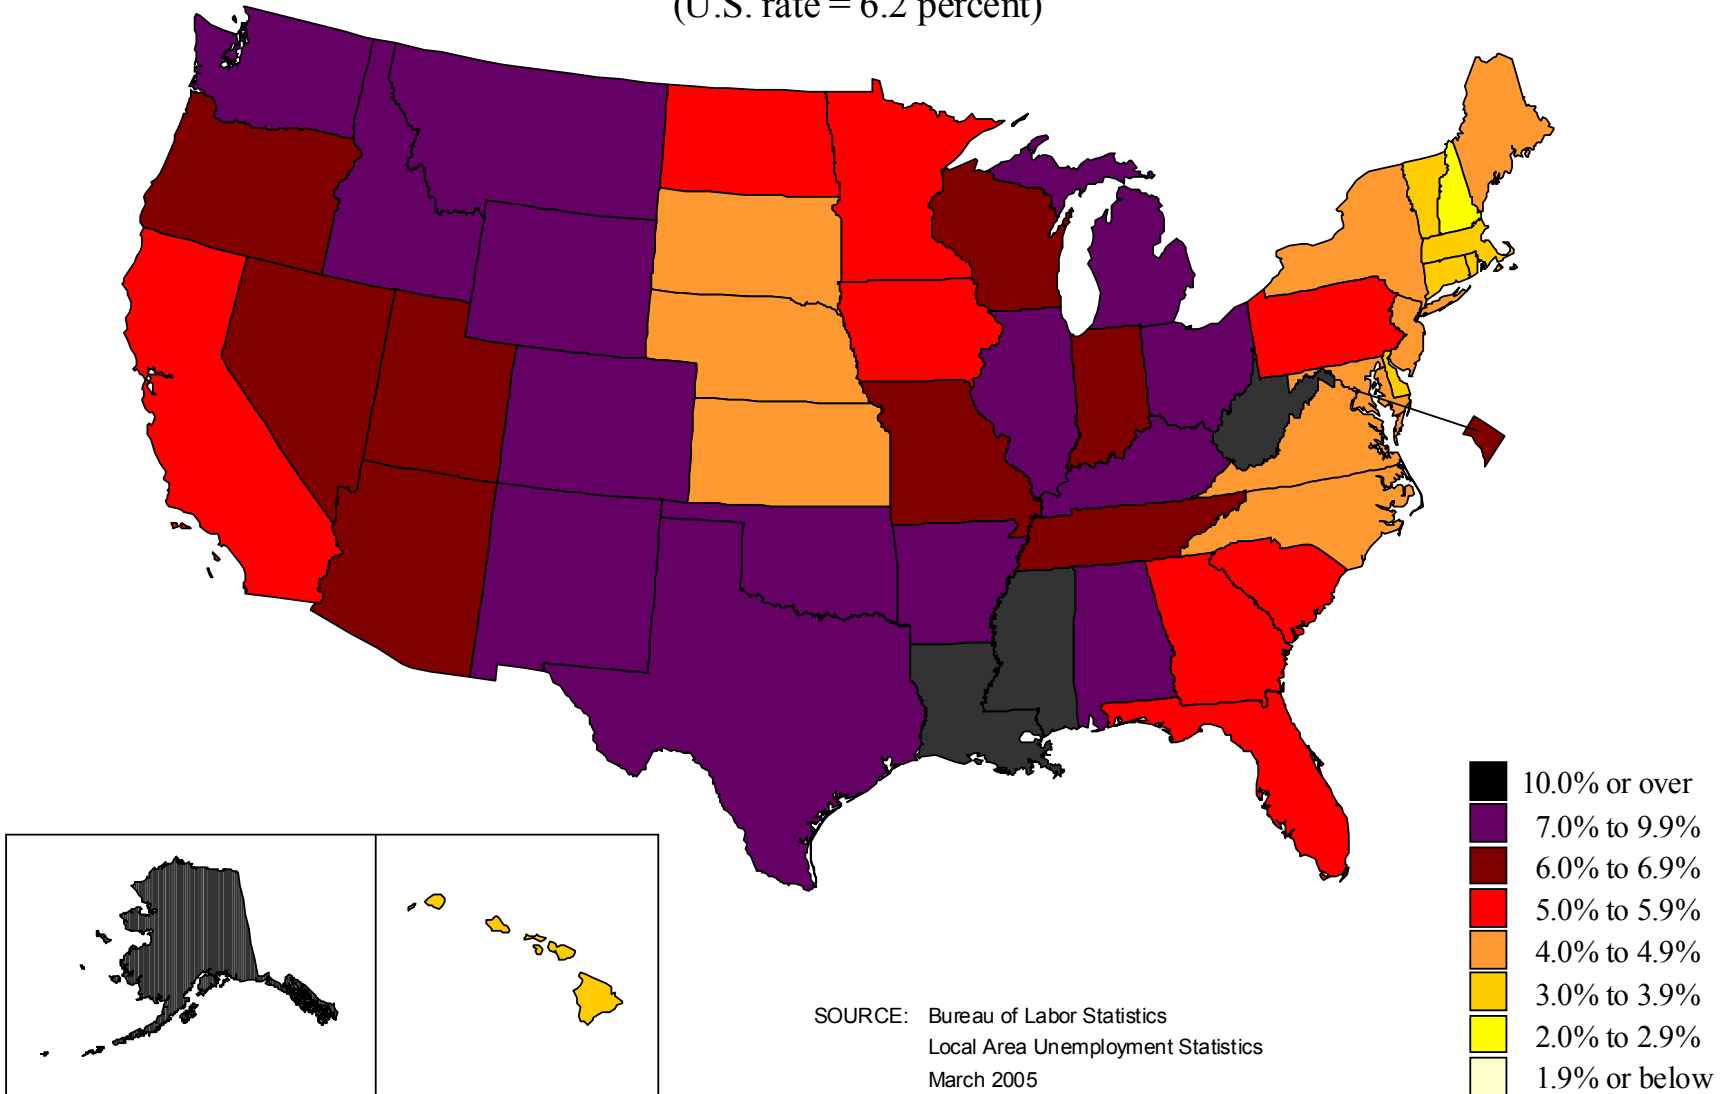 (U.S. rate = 6.2 percent)
10.0% or over
7.0% to 9.9%
6.0% to 6.9%
5.0% to 5.9%
4.0% to 4.9%
3.0% to 3.9%
2.0% to 2.9%
1.9% or below
SOURCE: Bureau of Labor Statistics
Local Area Unemployment Statistics
March 2005